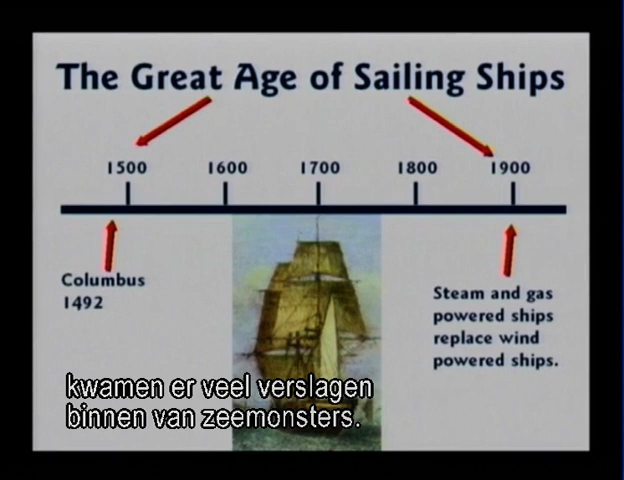 The Great Age of Sailing Ships
1500 1600 1700 1800 1900
Columbus
1492
Steam and gas
powered ships
replace wind
powered ships.
kwamen er veel verslagen
binnen van zeemonsters.